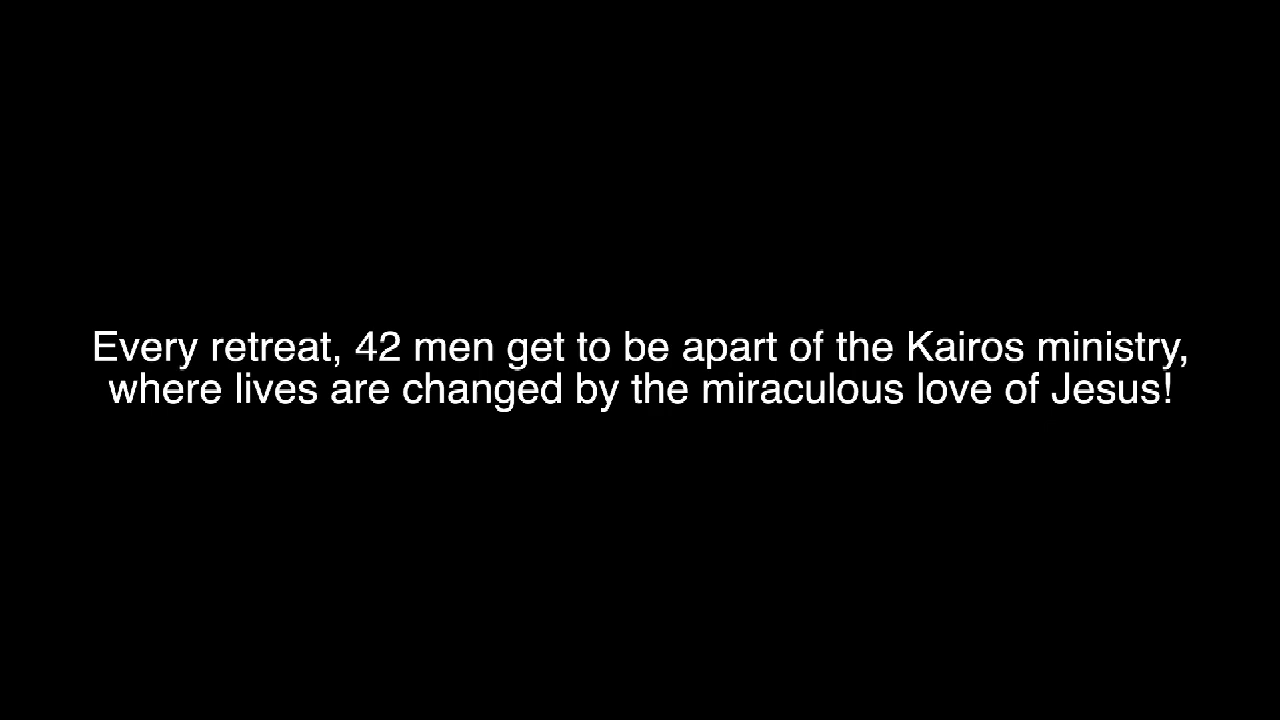 Every retreat, 42 men get to be apart of the Kairos ministry,
where lives are changed by the miraculous love of Jesus!